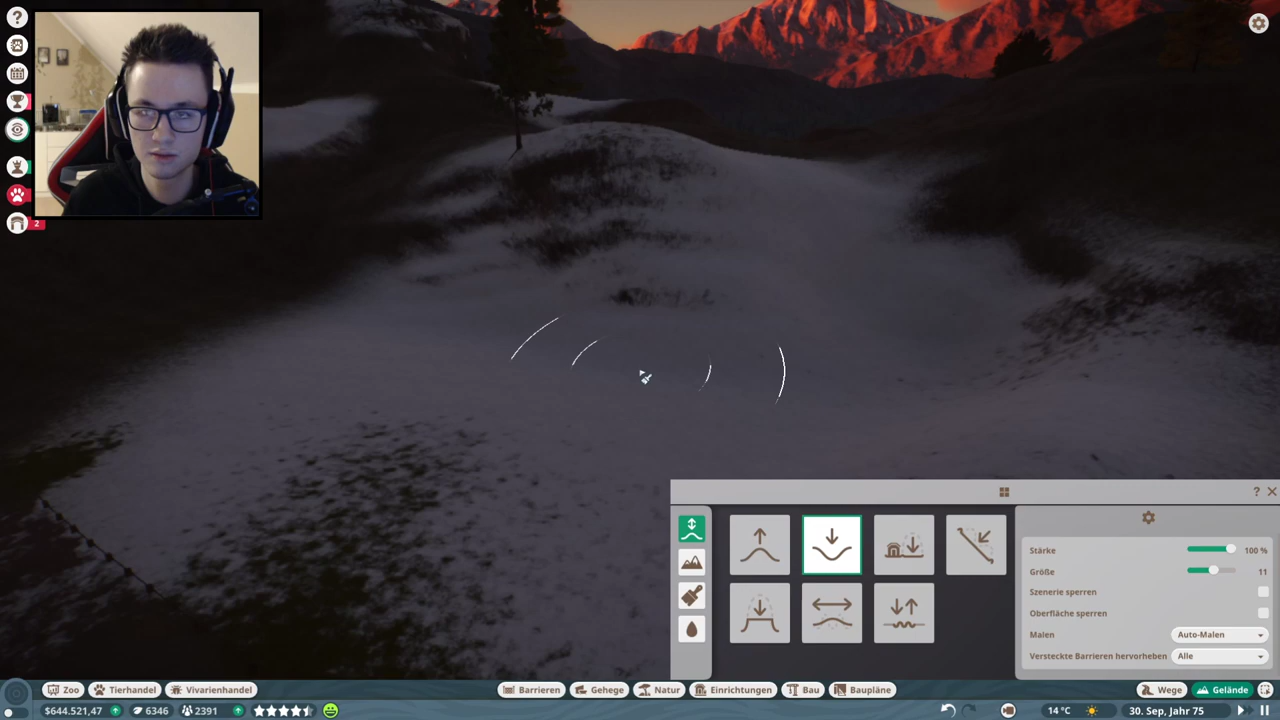 ?
2
? ×
Stärke 100 %
Größe 11
Szenerie sperren
Oberfläche sperren
Malen Auto-Malen
Versteckte Barrieren hervorheben Alle
Zoo Tierhandel Vivarienhandel Barrieren Gehege Natur Einrichtungen Bau Baupläne Wege Gelände
$644.521,47 6346 2391 14 °C 30. Sep, Jahr 75